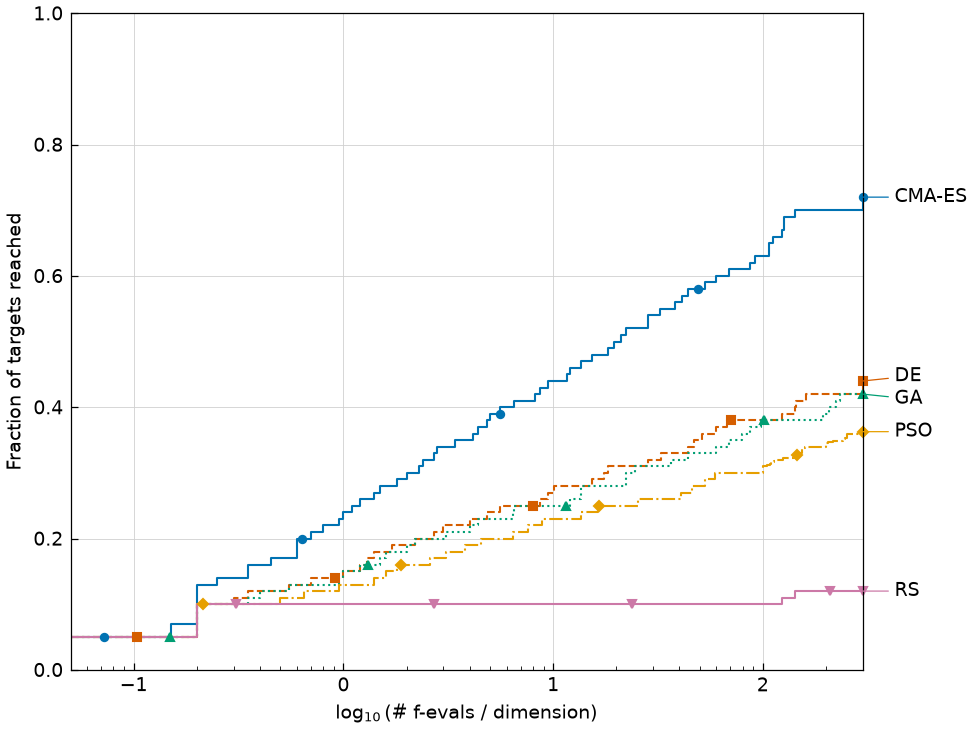 1.0
0.8
0.6
0.4
0.2
0.0
Fraction of targets reached
−1
0
1
2
log₁₀ (# f-evals / dimension)
CMA-ES
DE
GA
PSO
RS